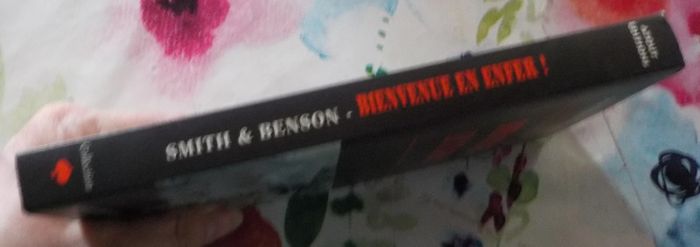 SMITH & BENSON - BIENVENUE EN ENFER !